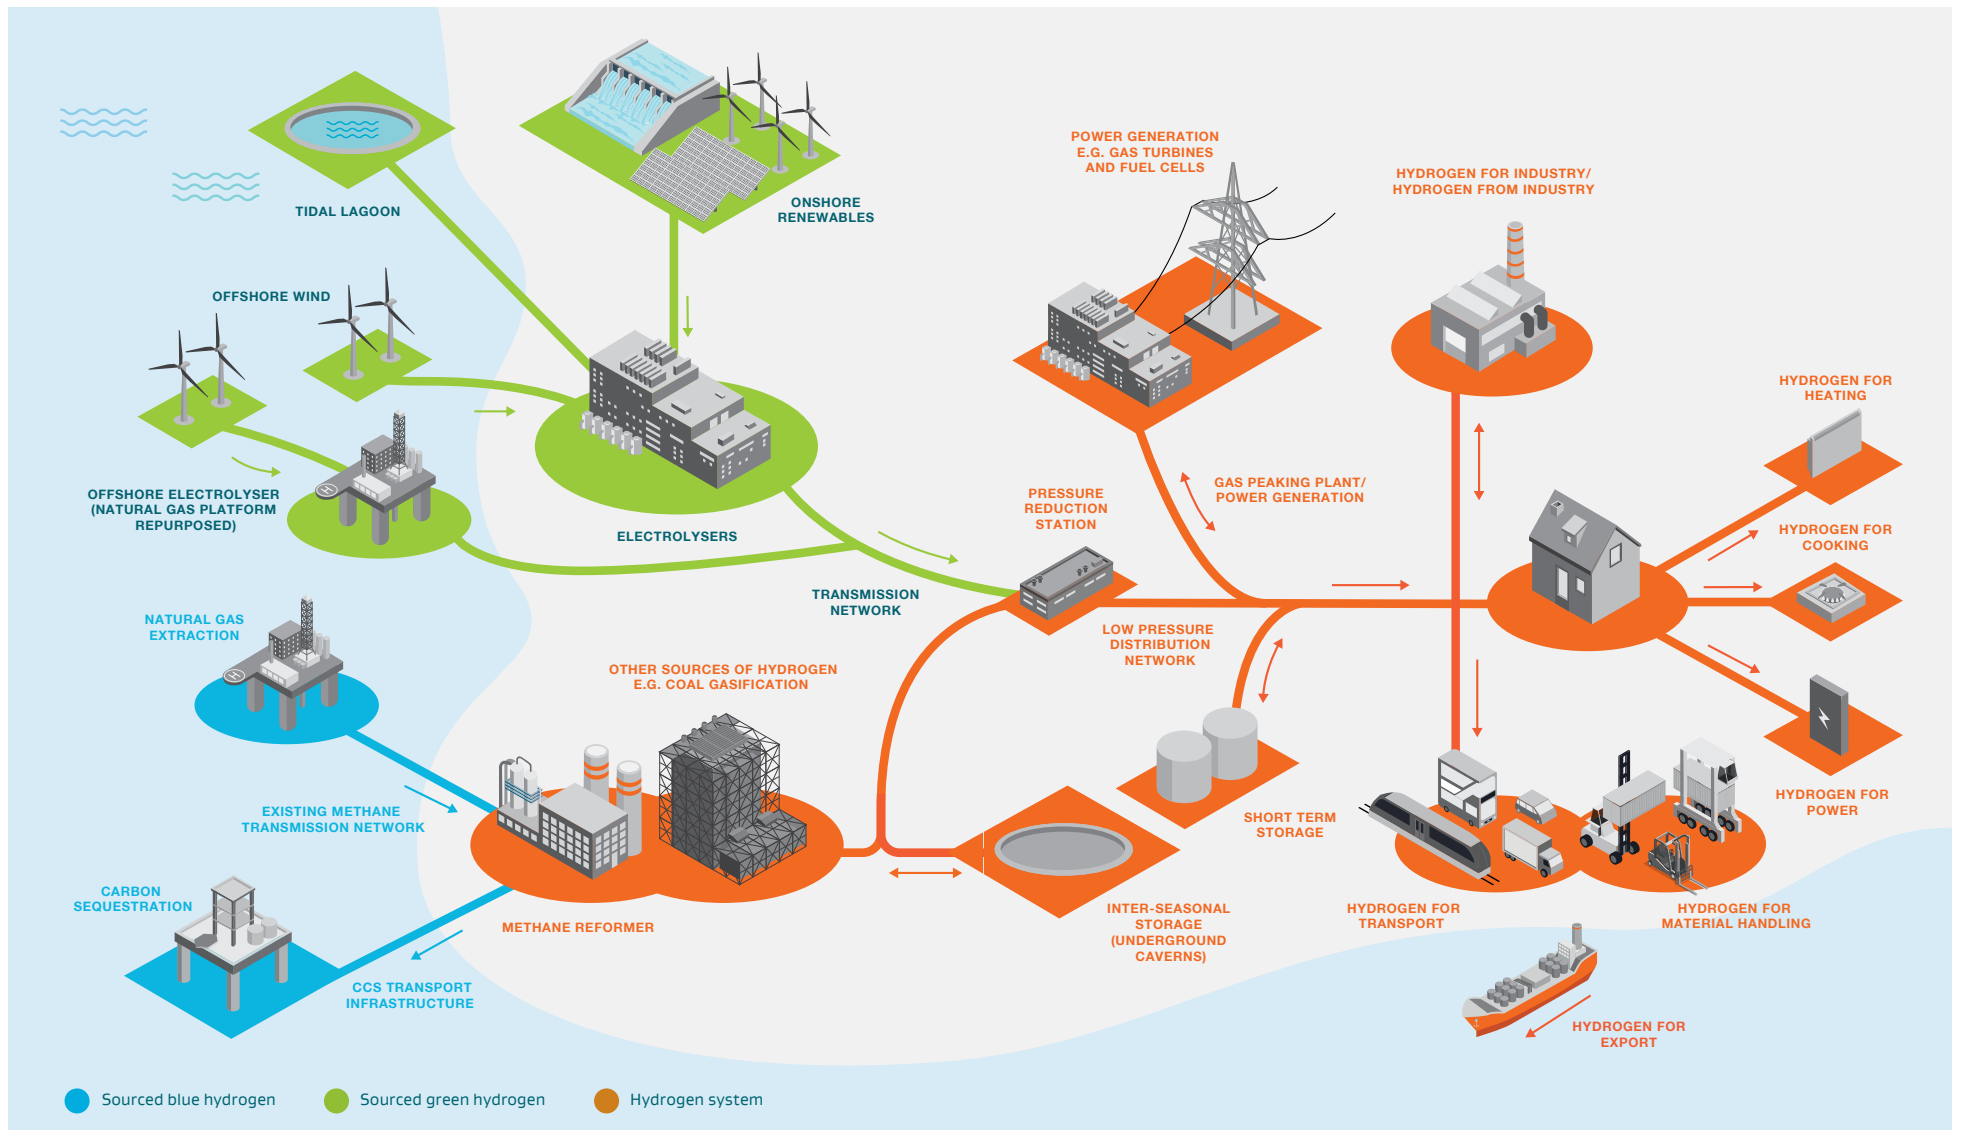 TIDAL LAGOON
ONSHORE
RENEWABLES
POWER GENERATION
E.G. GAS TURBINES
AND FUEL CELLS
HYDROGEN FOR INDUSTRY/
HYDROGEN FROM INDUSTRY
OFFSHORE WIND
HYDROGEN FOR
HEATING
OFFSHORE ELECTROLYSER
(NATURAL GAS PLATFORM
REPURPOSED)
H
ELECTROLYSERS
PRESSURE
REDUCTION
STATION
GAS PEAKING PLANT/
POWER GENERATION
HYDROGEN FOR
COOKING
TRANSMISSION
NETWORK
NATURAL GAS
EXTRACTION
H
LOW PRESSURE
DISTRIBUTION
NETWORK
OTHER SOURCES OF HYDROGEN
E.G. COAL GASIFICATION
HYDROGEN FOR
POWER
EXISTING METHANE
TRANSMISSION NETWORK
SHORT TERM
STORAGE
CARBON
SEQUESTRATION
METHANE REFORMER
INTER-SEASONAL
STORAGE
(UNDERGROUND
CAVERNS)
HYDROGEN FOR
TRANSPORT
HYDROGEN FOR
MATERIAL HANDLING
CCS TRANSPORT
INFRASTRUCTURE
HYDROGEN FOR
EXPORT
Sourced blue hydrogen
Sourced green hydrogen
Hydrogen system